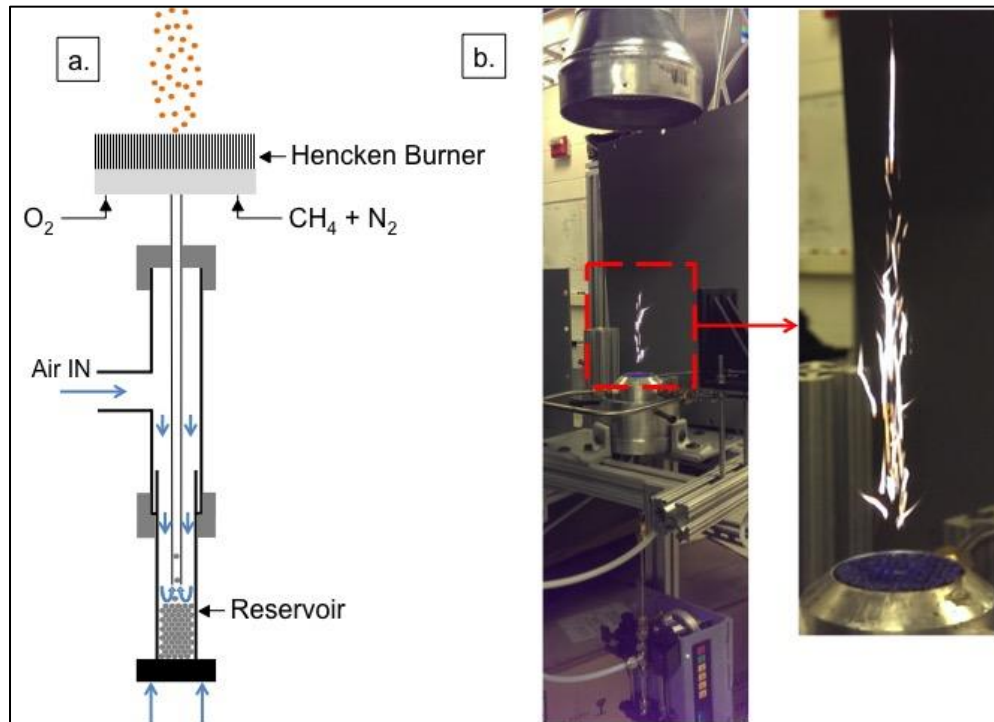 a.
b.
Hencken Burner
O₂
CH₄ + N₂
Air IN
Reservoir